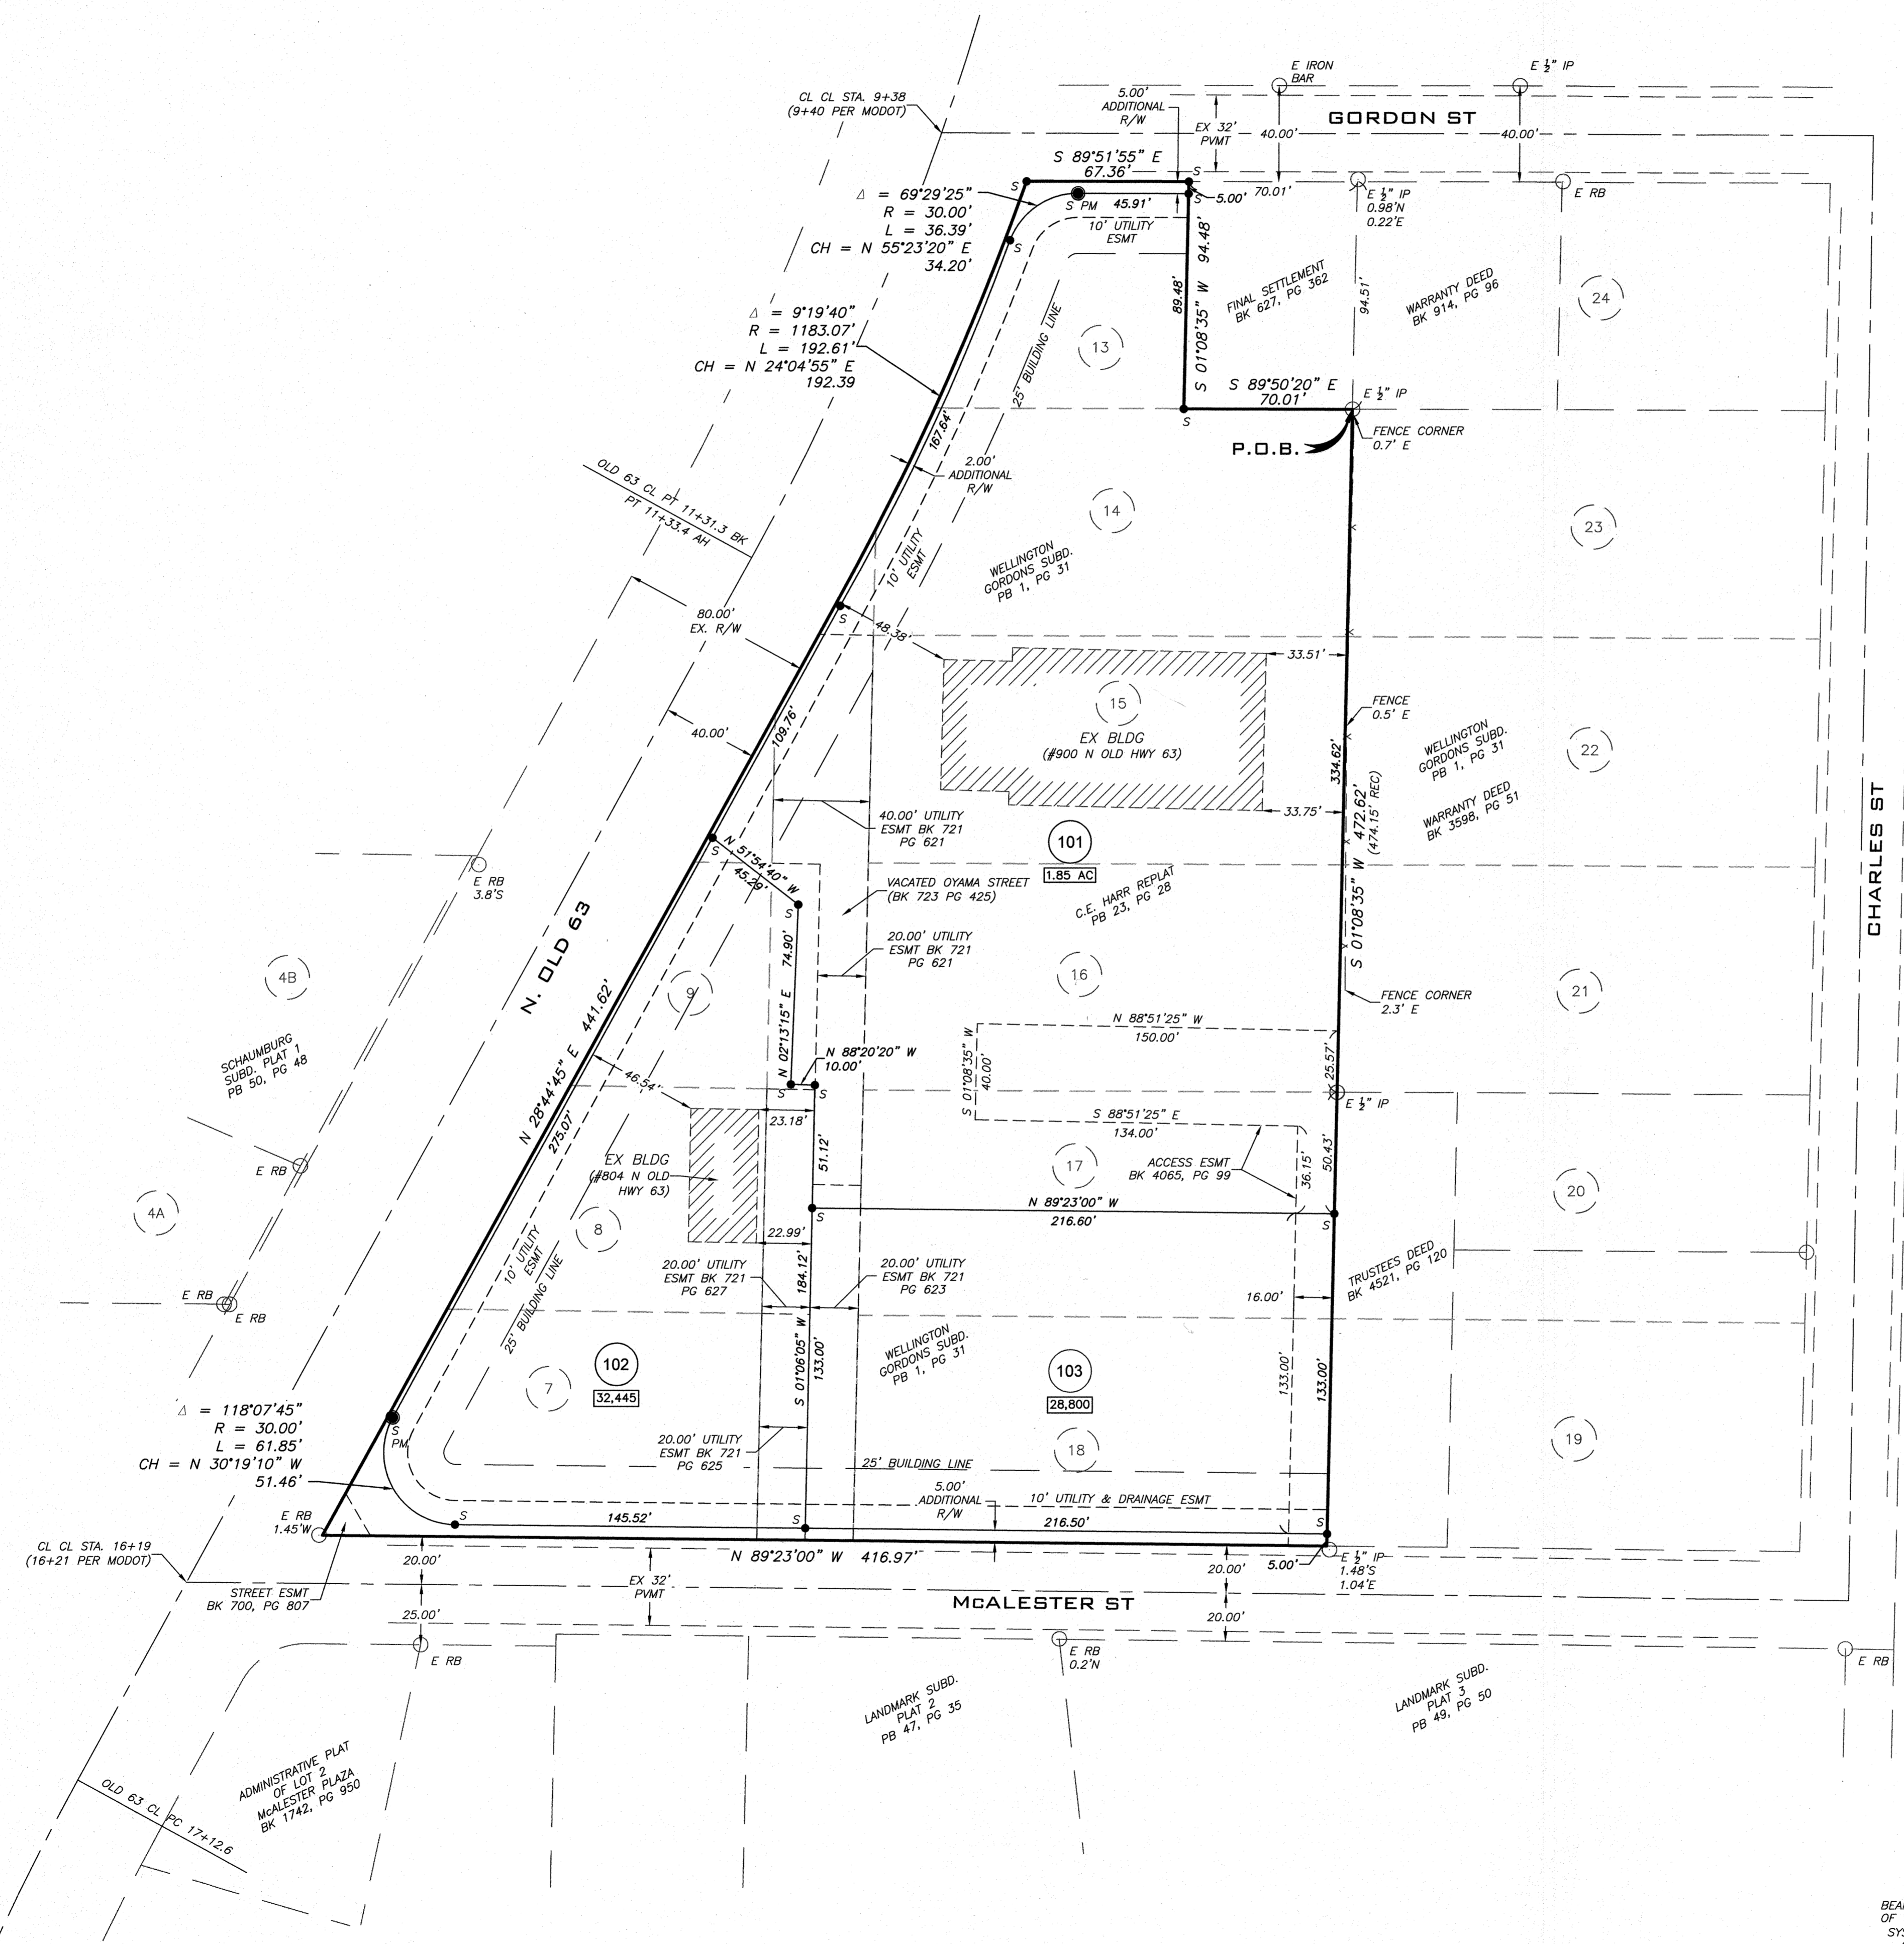 E IRON
BAR
E ½" IP
CL CL STA. 9+38
(9+40 PER MODOT)
5.00'
ADDITIONAL
R/W
EX 32'
PVMT
40.00'
GORDON ST
40.00'
S 89°51'55" E
67.36'
S
S
S
5.00'
70.01'
E ½" IP
0.98'N
0.22'E
E RB
Δ = 69°29'25"
R = 30.00'
L = 36.39'
CH = N 55°23'20" E
34.20'
S PM
45.91'
10' UTILITY
ESMT
S
89.48'
S 01°08'35" W 94.48'
FINAL SETTLEMENT
BK 627, PG 362
94.51'
WARRANTY DEED
BK 914, PG 96
24
Δ = 9°19'40"
R = 1183.07'
L = 192.61'
CH = N 24°04'55" E
192.39
25' BUILDING LINE
13
S 89°50'20" E
70.01'
E ½" IP
S
FENCE CORNER
0.7' E
P.O.B.
167.64'
2.00'
ADDITIONAL
R/W
OLD 63 CL PT 11+31.3 BK
PT 11+33.4 AH
14
23
10' UTILITY
ESMT
WELLINGTON
GORDONS SUBD.
PB 1, PG 31
80.00'
EX. R/W
S
48.38'
33.51'
15
EX BLDG
(#900 N OLD HWY 63)
FENCE
0.5' E
40.00'
109.76'
334.62'
S 01°08'35" W 472.62'
(474.15' REC)
WELLINGTON
GORDONS SUBD.
PB 1, PG 31
22
WARRANTY DEED
BK 3598, PG 51
CHARLES ST
33.75'
40.00' UTILITY
ESMT BK 721
PG 621
101
1.85 AC
S
N 51°54'40" W
45.29'
E RB
3.8'S
VACATED OYAMA STREET
(BK 723 PG 425)
C.E. HARR REPLAT
PB 23, PG 28
S
N. OLD 63
20.00' UTILITY
ESMT BK 721
PG 621
4B
9
16
21
N 02°13'15" E 74.90'
FENCE CORNER
2.3' E
N 88°51'25" W
150.00'
S 01°08'35" W
40.00'
25.57'
SCHAUMBURG
SUBD. PLAT 1
PB 50, PG 48
N 28°44'45" E 441.62'
275.07'
46.54'
N 88°20'20" W
10.00'
S
S
E ½" IP
23.18'
S 88°51'25" E
134.00'
51.12'
50.43'
36.15'
E RB
EX BLDG
(#804 N OLD
HWY 63)
17
ACCESS ESMT
BK 4065, PG 99
20
4A
8
N 89°23'00" W
216.60'
S
S
22.99'
10' UTILITY
ESMT
25' BUILDING LINE
20.00' UTILITY
ESMT BK 721
PG 627
184.12'
20.00' UTILITY
ESMT BK 721
PG 623
TRUSTEES DEED
BK 4521, PG 120
16.00'
E RB
E RB
S 01°06'05" W
133.00'
WELLINGTON
GORDONS SUBD.
PB 1, PG 31
102
32,445
7
103
28,800
133.00'
133.00'
Δ = 118°07'45"
R = 30.00'
L = 61.85'
CH = N 30°19'10" W
51.46'
S
PM
20.00' UTILITY
ESMT BK 721
PG 625
18
19
25' BUILDING LINE
5.00'
ADDITIONAL
R/W
10' UTILITY & DRAINAGE ESMT
E RB
1.45'W
S
145.52'
S
216.50'
S
CL CL STA. 16+19
(16+21 PER MODOT)
20.00'
N 89°23'00" W 416.97'
20.00'
5.00'
E ½" IP
1.48'S
1.04'E
STREET ESMT
BK 700, PG 807
EX 32'
PVMT
McALESTER ST
25.00'
20.00'
E RB
E RB
0.2'N
E RB
LANDMARK SUBD.
PLAT 2
PB 47, PG 35
LANDMARK SUBD.
PLAT 3
PB 49, PG 50
ADMINISTRATIVE PLAT
OF LOT 2
McALESTER PLAZA
BK 1742, PG 950
OLD 63 CL PC 17+12.6
BEA
OF
SY